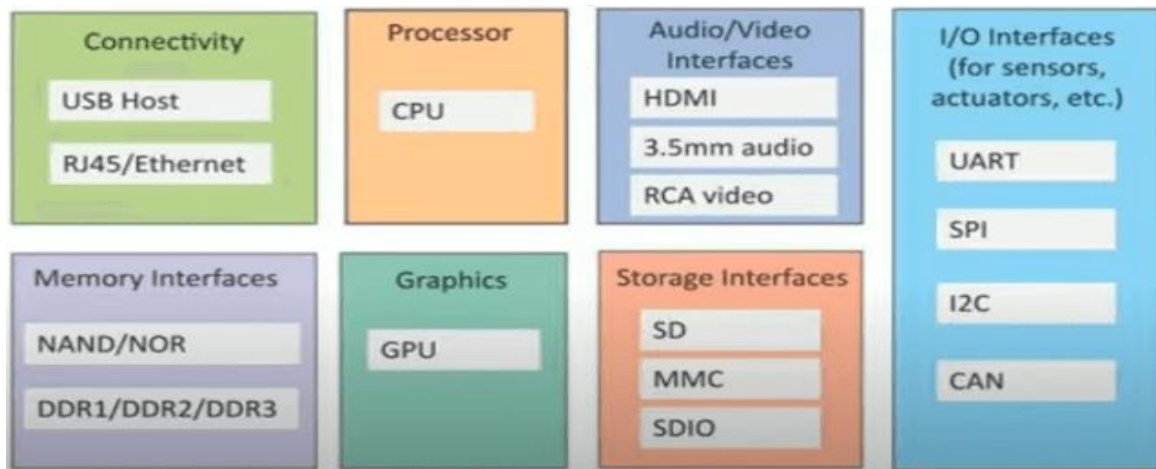 Connectivity
USB Host
RJ45/Ethernet
Processor
CPU
Audio/Video
Interfaces
HDMI
3.5mm audio
RCA video
I/O Interfaces
(for sensors,
actuators, etc.)
UART
SPI
I2C
CAN
Memory Interfaces
NAND/NOR
DDR1/DDR2/DDR3
Graphics
GPU
Storage Interfaces
SD
MMC
SDIO